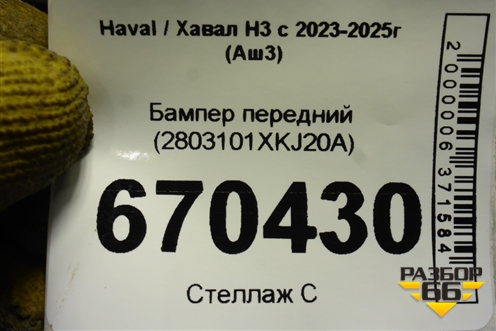 Haval / Хавал H3 с 2023-2025г
(Аш3)
Бампер передний
(2803101XKJ20A)
670430
Стеллаж С
2000006371584
РАЗБОР
66